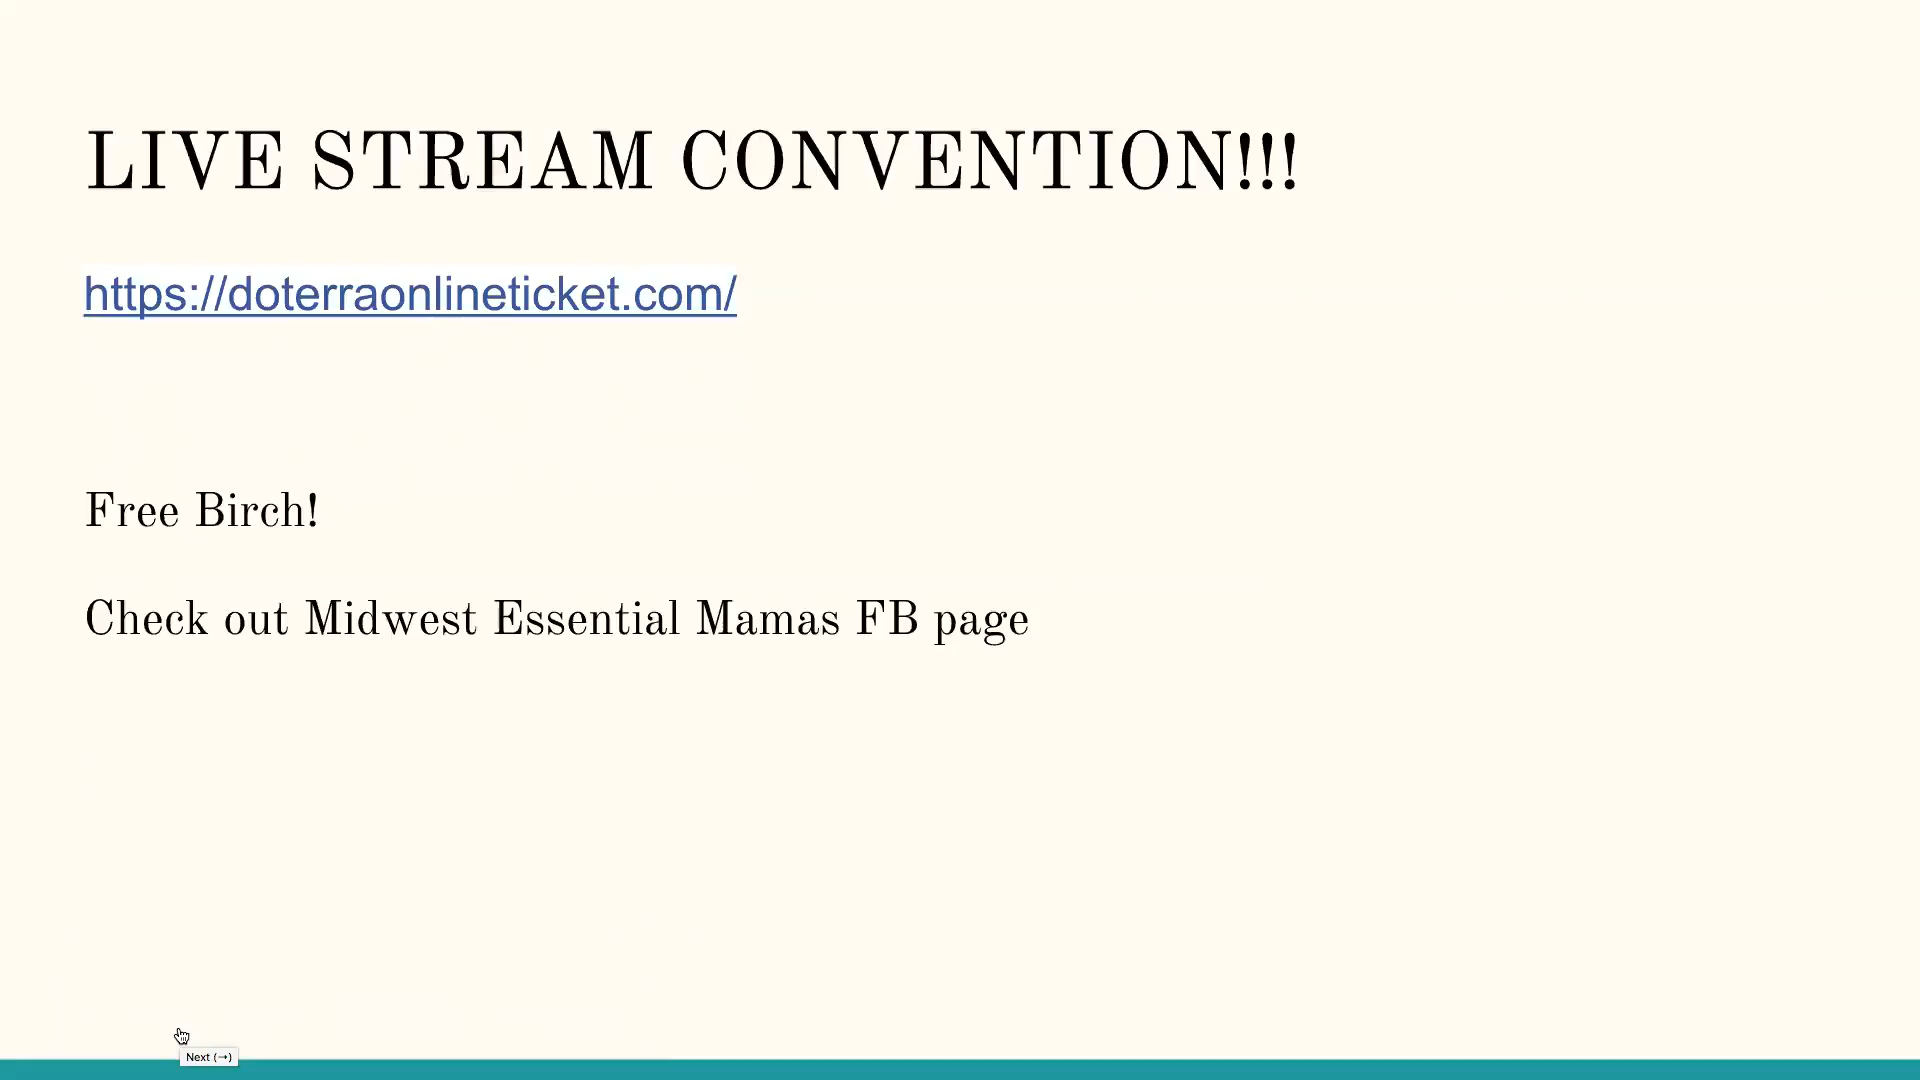 LIVE STREAM CONVENTION!!!
https://doterraonlineticket.com/
Free Birch!
Check out Midwest Essential Mamas FB page
Next (→)